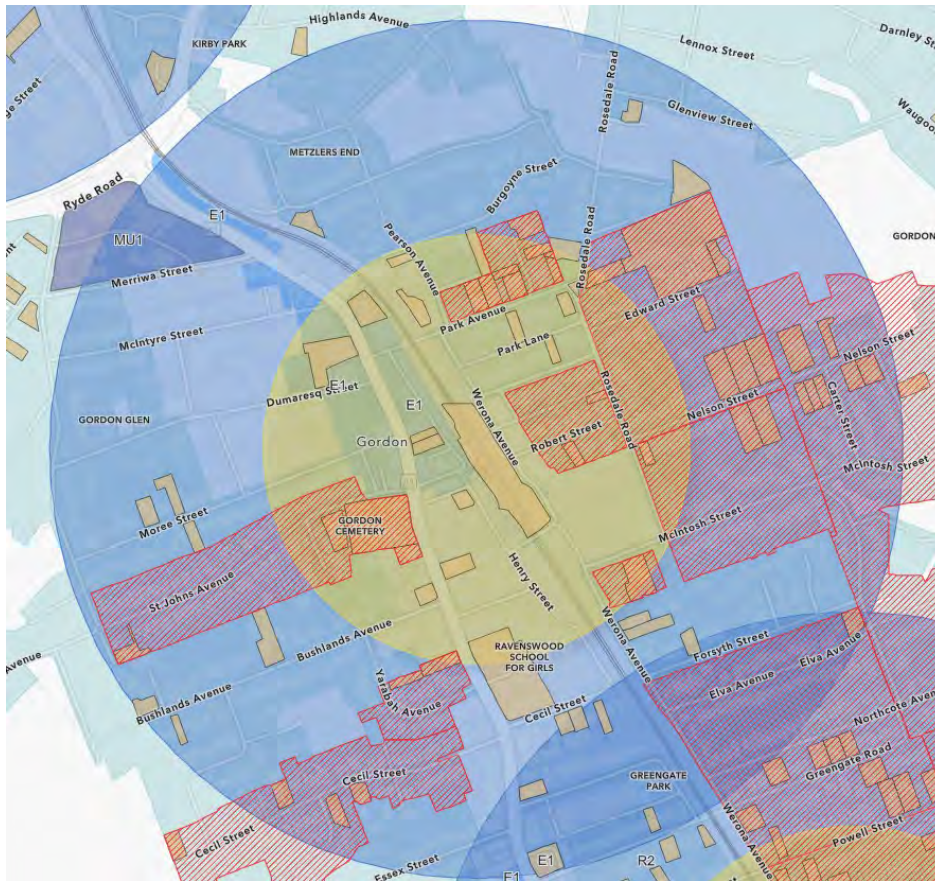 Highlands Avenue
KIRBY PARK
Lennox Street
Darnley St
Rosedale Road
Glenview Street
Waugoo
ge Street
METZLERS END
Burgoyne Street
Ryde Road
E1
MU1
Pearson Avenue
Rosedale Road
GORDON
Merriwa Street
Edward Street
Park Avenue
McIntyre Street
Park Lane
Nelson Street
E1
Dumaresq Street
E1
Werona Avenue
Rosedale Road
Nelson Street
Carter Street
GORDON GLEN
Gordon
Robert Street
McIntosh Street
Moree Street
GORDON
CEMETERY
McIntosh Street
St Johns Avenue
Henry Street
Bushlands Avenue
Werona Avenue
Forsyth Street
Elva Avenue
Avenue
RAVENSWOOD
SCHOOL
FOR GIRLS
Yarabah Avenue
Elva Avenue
Bushlands Avenue
Cecil Street
Northcote Aven
Cecil Street
GREENGATE
PARK
Greengate Road
Cecil Street
Werona Avenue
Powell Street
Essex Street
E1
R2
E1